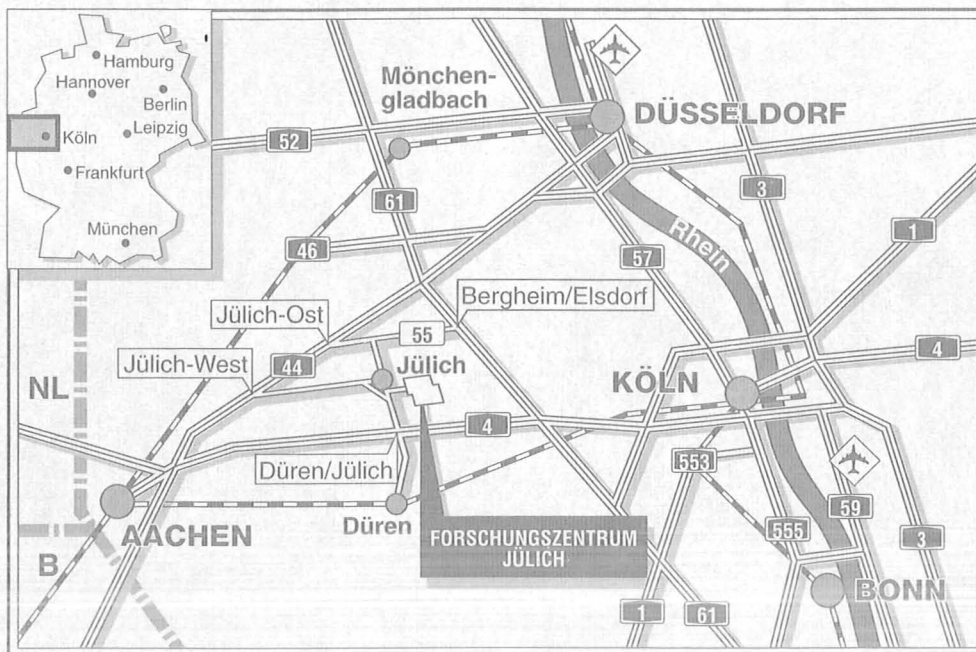 Hamburg
Hannover
Berlin
Köln
Leipzig
Frankfurt
München
Mönchen-
gladbach
DÜSSELDORF
52
3
61
1
46
Rhein
57
Bergheim/Elsdorf
Jülich-Ost
55
4
Jülich-West
44
Jülich
NL
KÖLN
4
553
Düren/Jülich
AACHEN
Düren
59
FORSCHUNGSZENTRUM
JÜLICH
555
3
B
BONN
1
61